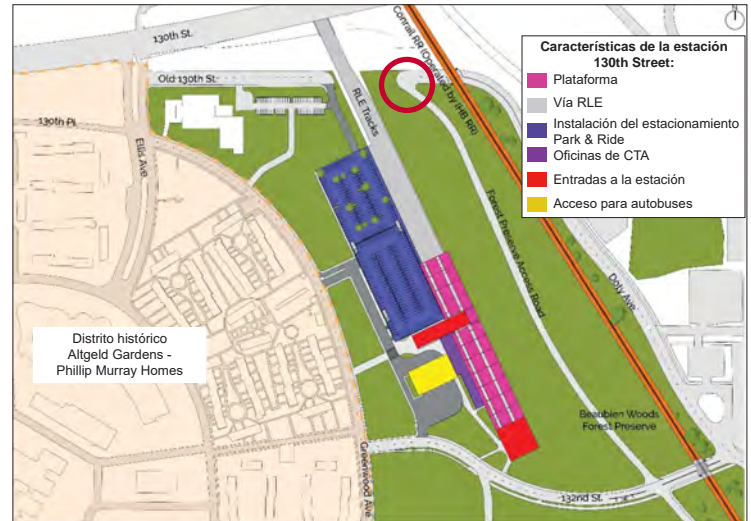 130th St.
Conrail RR (Operated by IHB RR)
N
Características de la estación
130th Street:
Plataforma
Vía RLE
Instalación del estacionamiento
Park & Ride
Oficinas de CTA
Entradas a la estación
Acceso para autobuses
Old 130th St.
RLE Tracks
130th Pl.
Ellis Ave
Forest Preserve Access Road
Doty Ave
Distrito histórico
Altgeld Gardens -
Phillip Murray Homes
Beaubien Woods
Forest Preserve
Greenwood Ave
132nd St.